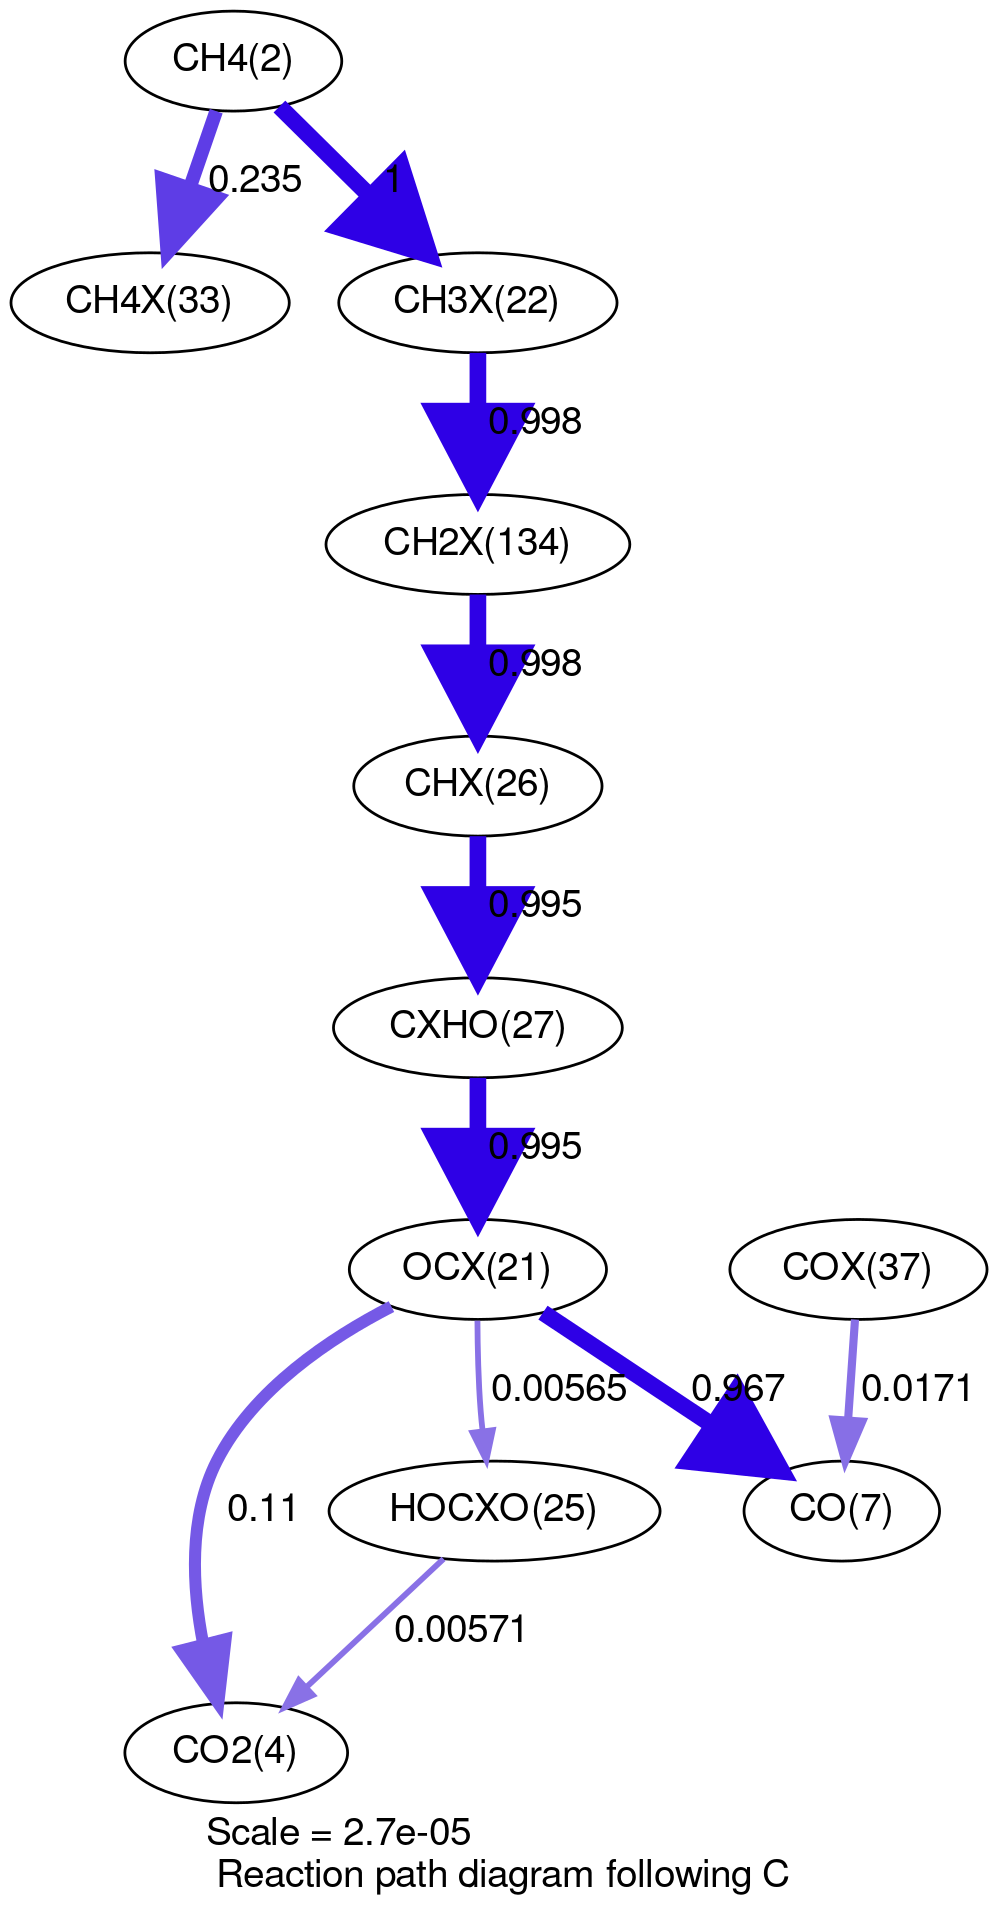 CH4(2)
0.235
1
CH4X(33)
CH3X(22)
0.998
CH2X(134)
0.998
CHX(26)
0.995
CXHO(27)
0.995
OCX(21)
COX(37)
0.00565
0.967
0.0171
0.11
HOCXO(25)
CO(7)
0.00571
CO2(4)
Scale = 2.7e-05
Reaction path diagram following C